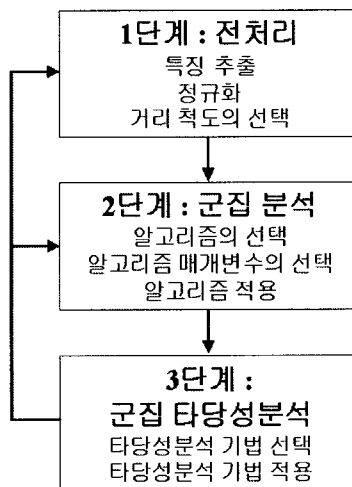 1단계 : 전처리
특징 추출
정규화
거리 척도의 선택
2단계 : 군집 분석
알고리즘의 선택
알고리즘 매개변수의 선택
알고리즘 적용
3단계 :
군집 타당성분석
타당성분석 기법 선택
타당성분석 기법 적용